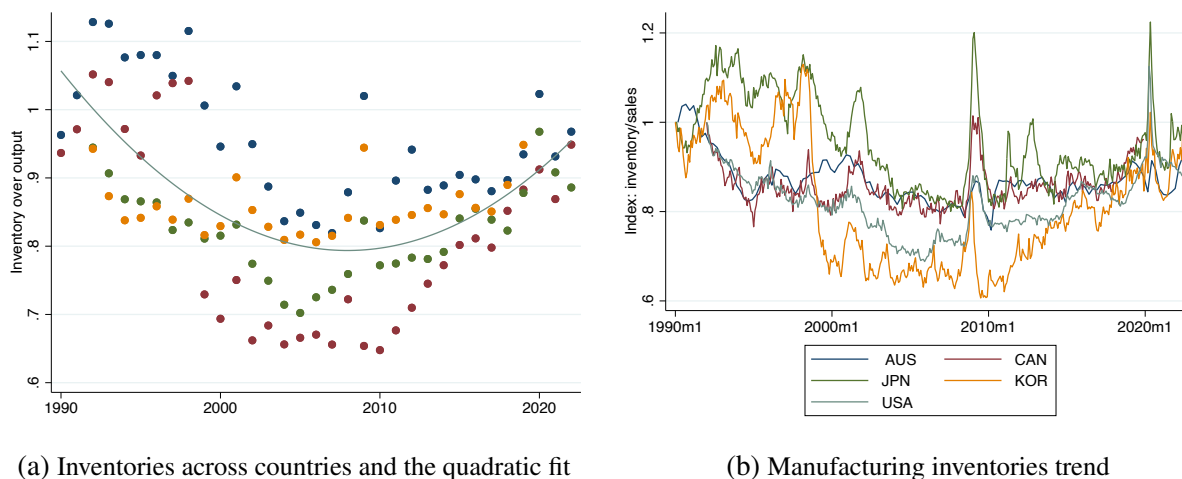 Inventory over output
1.1
1
.9
.8
.7
.6
1990
2000
2010
2020
(a) Inventories across countries and the quadratic fit
Index: inventory/sales
1.2
1
.8
.6
1990m1
2000m1
2010m1
2020m1
AUS
CAN
JPN
KOR
USA
(b) Manufacturing inventories trend